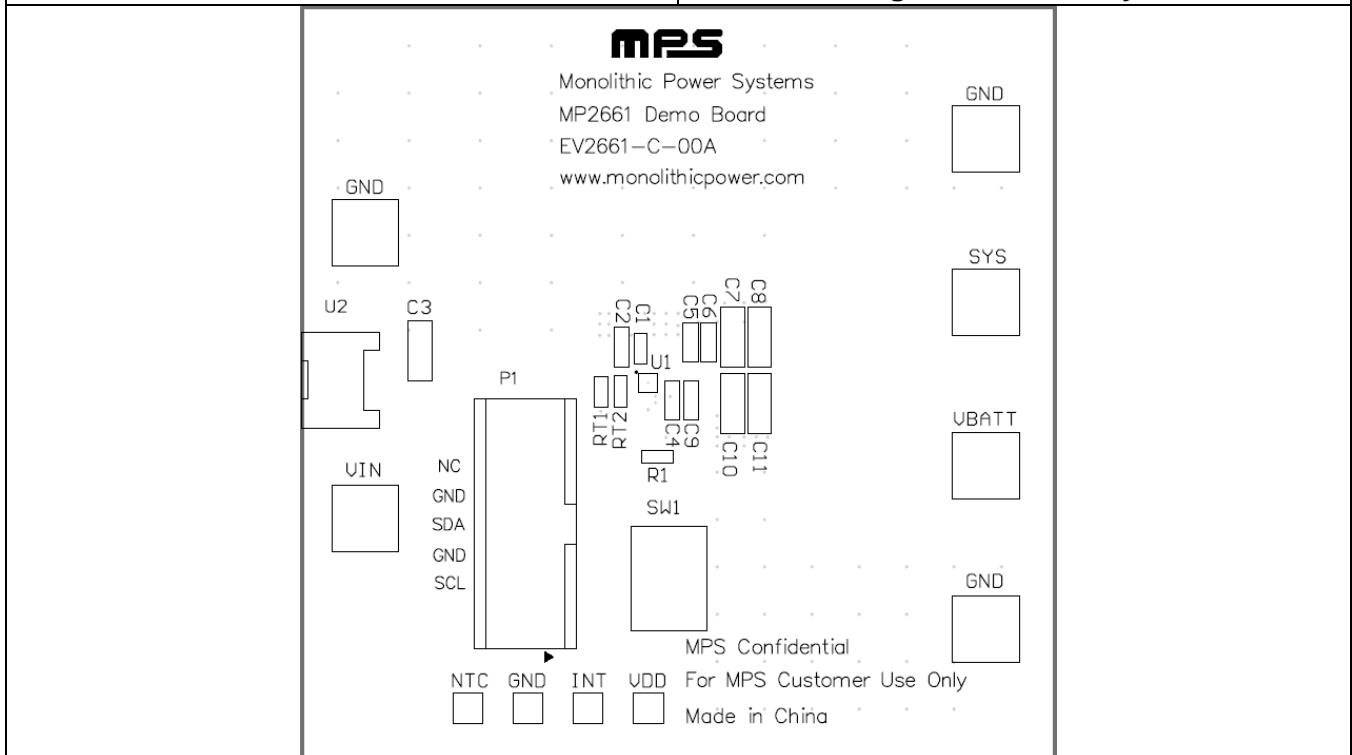 MPS
Monolithic Power Systems
MP2661 Demo Board
EV2661-C-00A
www.monolithicpower.com
GND
GND
SYS
U2
C3
C2
C1
C5
C6
C7
C8
U1
P1
RT1
RT2
C4
C9
C10
C11
VBATT
R1
VIN
NC
GND
SDA
GND
SCL
SW1
GND
MPS Confidential
For MPS Customer Use Only
Made in China
NTC
GND
INT
VDD